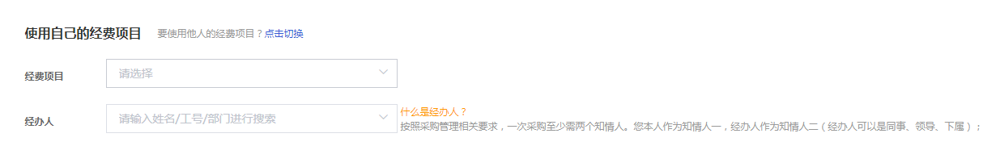 使用自己的经费项目 要使用他人的经费项目？点击切换
经费项目 请选择
经办人 请输入姓名/工号/部门进行搜索 什么是经办人？
按照采购管理相关要求，一次采购至少需两个知情人。您本人作为知情人一，经办人作为知情人二（经办人可以是同事、领导、下属）；